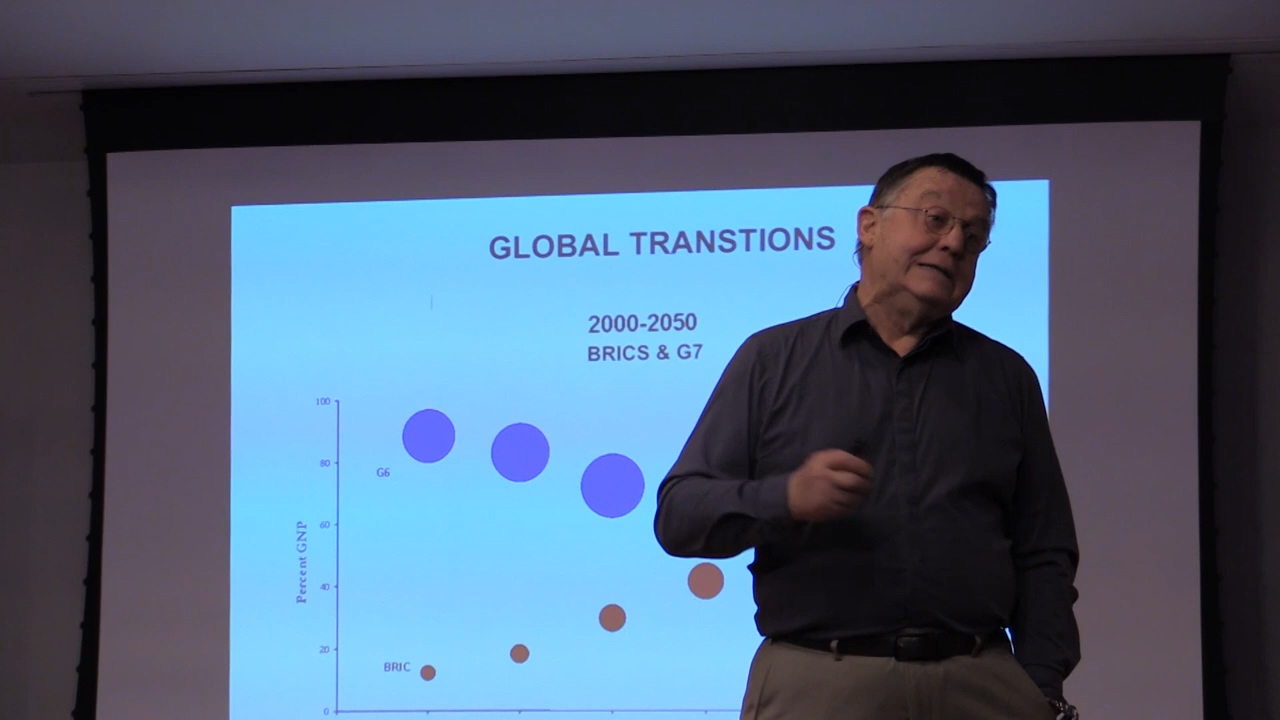 GLOBAL TRANSTIONS
2000-2050
BRICS & G7
100
80
G6
60
Percent GNP
40
20
BRIC
0